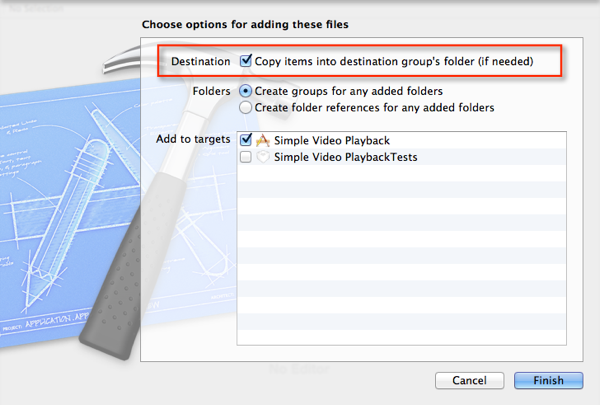 No Selection
Choose options for adding these files
Destination Copy items into destination group's folder (if needed)
Folders Create groups for any added folders
Create folder references for any added folders
Add to targets Simple Video Playback
Simple Video PlaybackTests
PROJECT APPLICATION.APP
No Editor
Cancel Finish